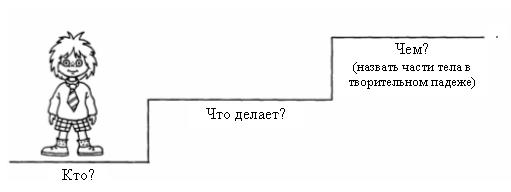 Чем?
(назвать части тела в
творительном падеже)
Что делает?
Кто?